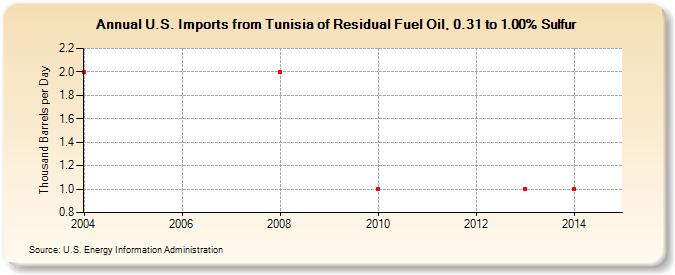 Annual U.S. Imports from Tunisia of Residual Fuel Oil, 0.31 to 1.00% Sulfur
Thousand Barrels per Day
2.2
2.0
1.8
1.6
1.4
1.2
1.0
0.8
2004 2006 2008 2010 2012 2014
Source: U.S. Energy Information Administration